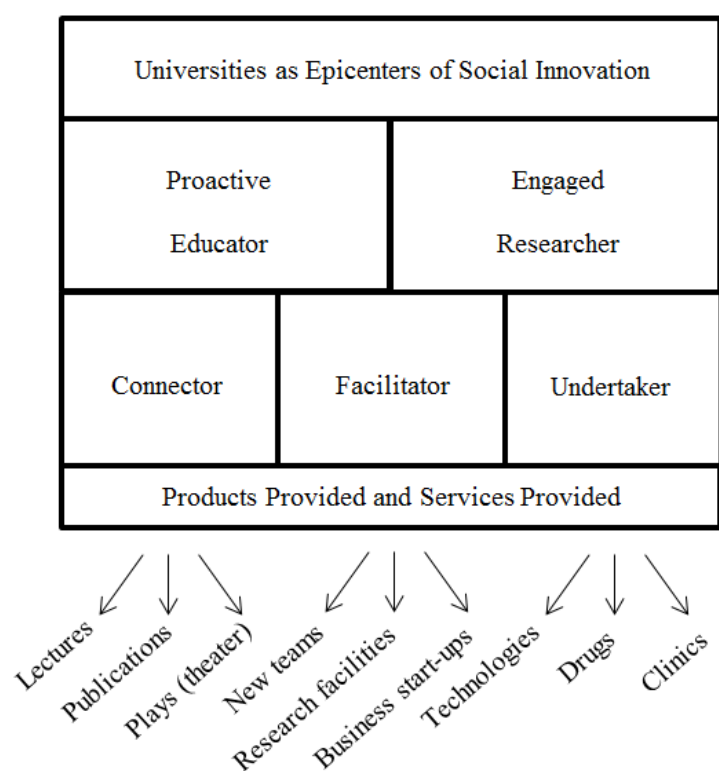 Universities as Epicenters of Social Innovation
Proactive
Educator
Engaged
Researcher
Connector
Facilitator
Undertaker
Products Provided and Services Provided
Lectures
Publications
Plays (theater)
New teams
Research facilities
Business start-ups
Technologies
Drugs
Clinics